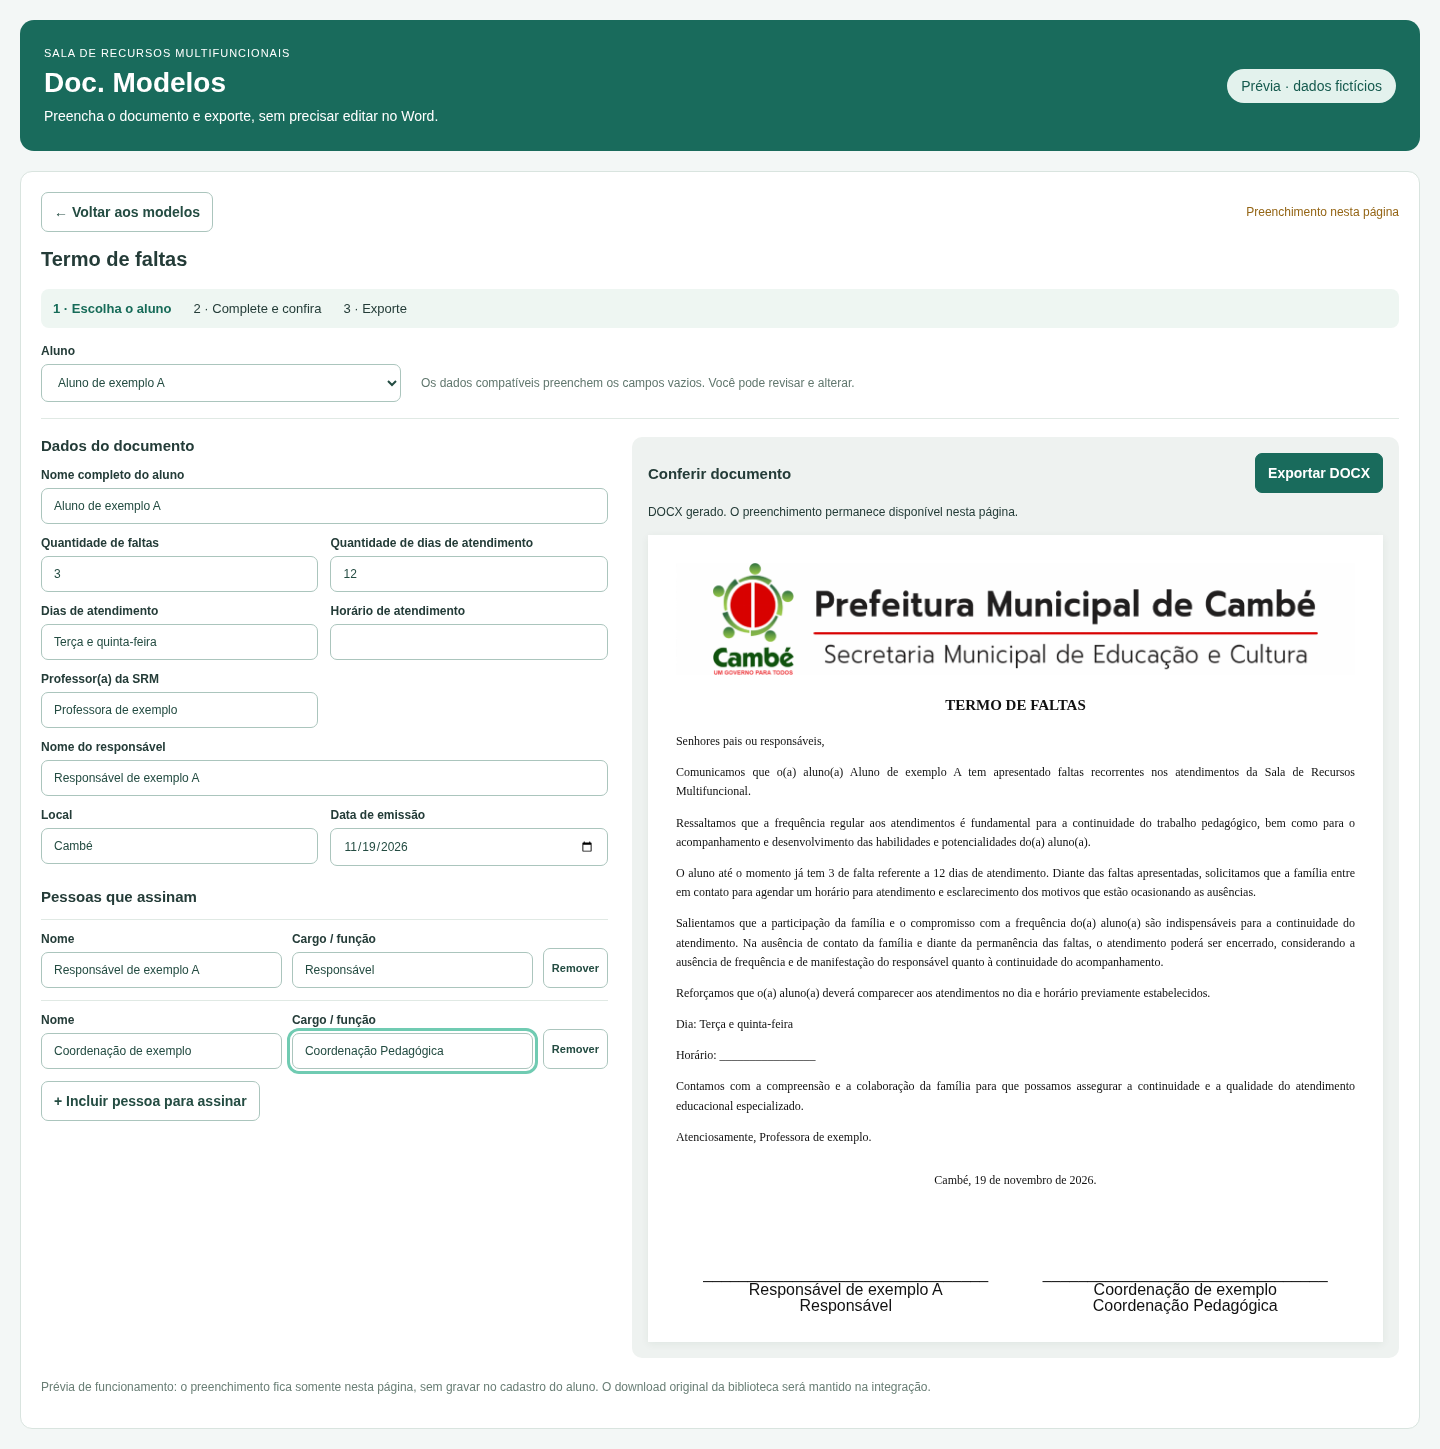 SALA DE RECURSOS MULTIFUNCIONAIS
Doc. Modelos
Preencha o documento e exporte, sem precisar editar no Word.
Prévia · dados fictícios
← Voltar aos modelos
Preenchimento nesta página
Termo de faltas
1 · Escolha o aluno 2 · Complete e confira 3 · Exporte
Aluno
Aluno de exemplo A
Os dados compatíveis preenchem os campos vazios. Você pode revisar e alterar.
Dados do documento
Nome completo do aluno
Aluno de exemplo A
Quantidade de faltas
Quantidade de dias de atendimento
3
12
Dias de atendimento
Horário de atendimento
Terça e quinta-feira
Professor(a) da SRM
Professora de exemplo
Nome do responsável
Responsável de exemplo A
Local
Data de emissão
Cambé
11/19/2026
Pessoas que assinam
Nome
Cargo / função
Responsável de exemplo A
Responsável
Remover
Nome
Cargo / função
Coordenação de exemplo
Coordenação Pedagógica
Remover
+ Incluir pessoa para assinar
Conferir documento
Exportar DOCX
DOCX gerado. O preenchimento permanece disponível nesta página.
Cambé
UM GOVERNO PARA TODOS
Prefeitura Municipal de Cambé
Secretaria Municipal de Educação e Cultura
TERMO DE FALTAS
Senhores pais ou responsáveis,
Comunicamos que o(a) aluno(a) Aluno de exemplo A tem apresentado faltas recorrentes nos atendimentos da Sala de Recursos
Multifuncional.
Ressaltamos que a frequência regular aos atendimentos é fundamental para a continuidade do trabalho pedagógico, bem como para o
acompanhamento e desenvolvimento das habilidades e potencialidades do(a) aluno(a).
O aluno até o momento já tem 3 de falta referente a 12 dias de atendimento. Diante das faltas apresentadas, solicitamos que a família entre
em contato para agendar um horário para atendimento e esclarecimento dos motivos que estão ocasionando as ausências.
Salientamos que a participação da família e o compromisso com a frequência do(a) aluno(a) são indispensáveis para a continuidade do
atendimento. Na ausência de contato da família e diante da permanência das faltas, o atendimento poderá ser encerrado, considerando a
ausência de frequência e de manifestação do responsável quanto à continuidade do acompanhamento.
Reforçamos que o(a) aluno(a) deverá comparecer aos atendimentos no dia e horário previamente estabelecidos.
Dia: Terça e quinta-feira
Horário: ________________
Contamos com a compreensão e a colaboração da família para que possamos assegurar a continuidade e a qualidade do atendimento
educacional especializado.
Atenciosamente, Professora de exemplo.
Cambé, 19 de novembro de 2026.
Responsável de exemplo A
Responsável
Coordenação de exemplo
Coordenação Pedagógica
Prévia de funcionamento: o preenchimento fica somente nesta página, sem gravar no cadastro do aluno. O download original da biblioteca será mantido na integração.